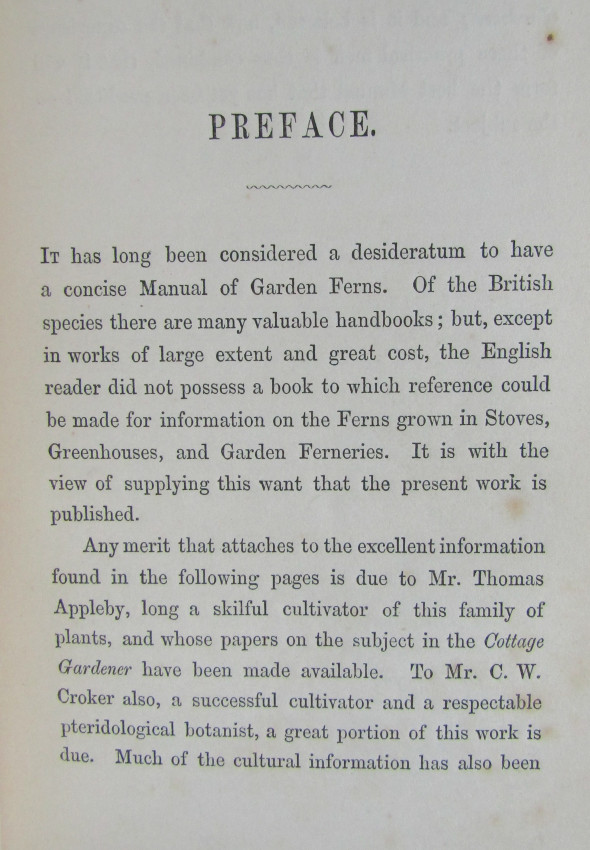 PREFACE.
IT has long been considered a desideratum to have
a concise Manual of Garden Ferns. Of the British
species there are many valuable handbooks; but, except
in works of large extent and great cost, the English
reader did not possess a book to which reference could
be made for information on the Ferns grown in Stoves,
Greenhouses, and Garden Ferneries. It is with the
view of supplying this want that the present work is
published.
Any merit that attaches to the excellent information
found in the following pages is due to Mr. Thomas
Appleby, long a skilful cultivator of this family of
plants, and whose papers on the subject in the Cottage
Gardener have been made available. To Mr. C. W.
Croker also, a successful cultivator and a respectable
pteridological botanist, a great portion of this work is
due. Much of the cultural information has also been